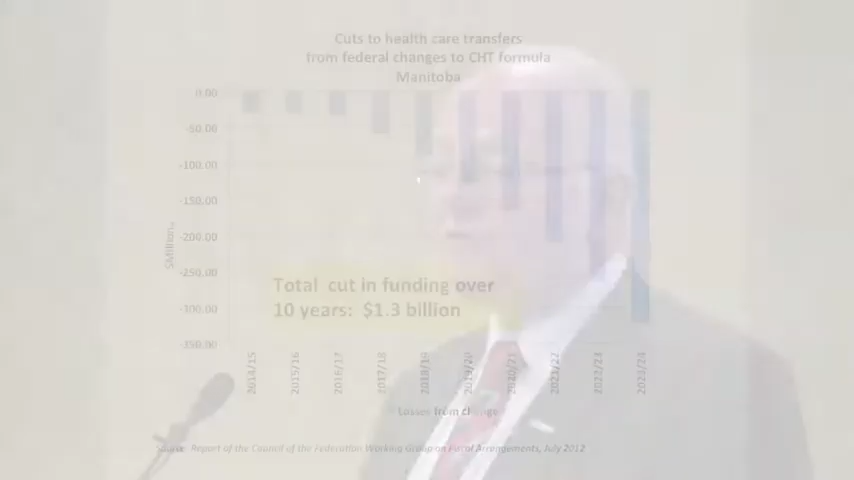 Cuts to health care transfers
from federal changes to CHT formula
Manitoba
0.00
-50.00
-100.00
-150.00
-200.00
-250.00
-300.00
-350.00
$Millions
Total cut in funding over
10 years: $1.3 billion
2014/15
2015/16
2016/17
2017/18
2018/19
2019/20
2020/21
2021/22
2022/23
2023/24
Losses from change
Source: Report of the Council of the Federation Working Group on Fiscal Arrangements, July 2012